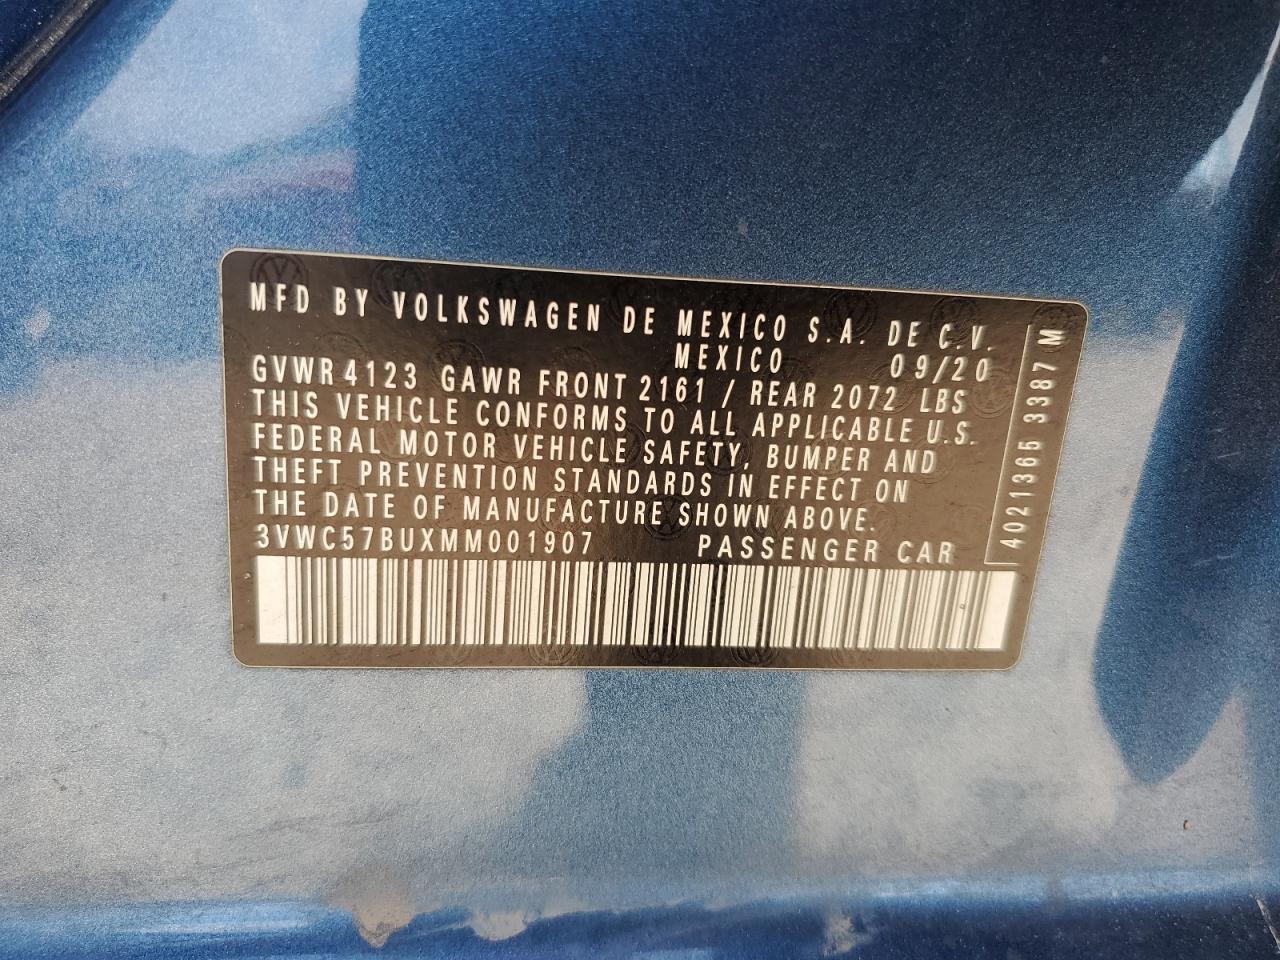 MFD BY VOLKSWAGEN DE MEXICO S.A. DE C.V.
MEXICO 09/20
GVWR 4123 GAWR FRONT 2161 / REAR 2072 LBS
THIS VEHICLE CONFORMS TO ALL APPLICABLE U.S.
FEDERAL MOTOR VEHICLE SAFETY, BUMPER AND
THEFT PREVENTION STANDARDS IN EFFECT ON
THE DATE OF MANUFACTURE SHOWN ABOVE.
3VWC57BUXMM001907 PASSENGER CAR
4021365 3387 M